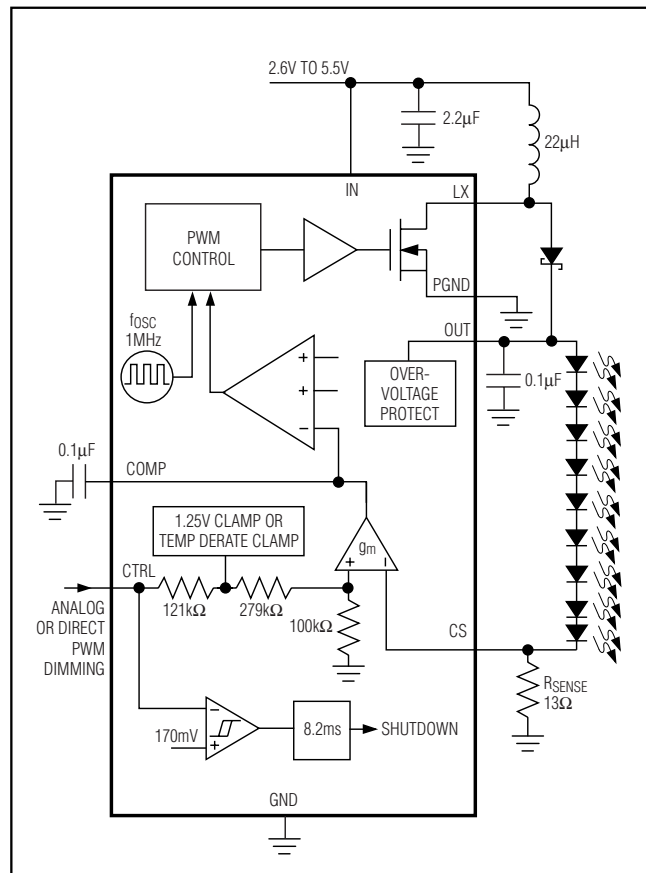 2.6V TO 5.5V
2.2µF
22µH
IN
LX
PWM
CONTROL
PGND
fOSC
1MHz
OUT
OVER-
VOLTAGE
PROTECT
0.1µF
+
+
−
0.1µF
COMP
1.25V CLAMP OR
TEMP DERATE CLAMP
gm
+
−
CTRL
121kΩ
279kΩ
ANALOG
OR DIRECT
PWM
DIMMING
100kΩ
CS
RSENSE
13Ω
−
+
170mV
8.2ms
SHUTDOWN
GND